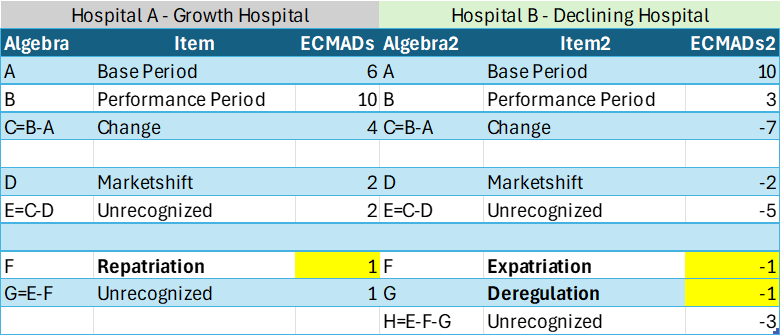 Hospital A - Growth Hospital Hospital B - Declining Hospital
Algebra Item ECMADs Algebra2 Item2 ECMADs2
A Base Period 6 A Base Period 10
B Performance Period 10 B Performance Period 3
C=B-A Change 4 C=B-A Change -7
D Marketshift 2 D Marketshift -2
E=C-D Unrecognized 2 E=C-D Unrecognized -5
F Repatriation 1 F Expatriation -1
G=E-F Unrecognized 1 G Deregulation -1
H=E-F-G Unrecognized -3